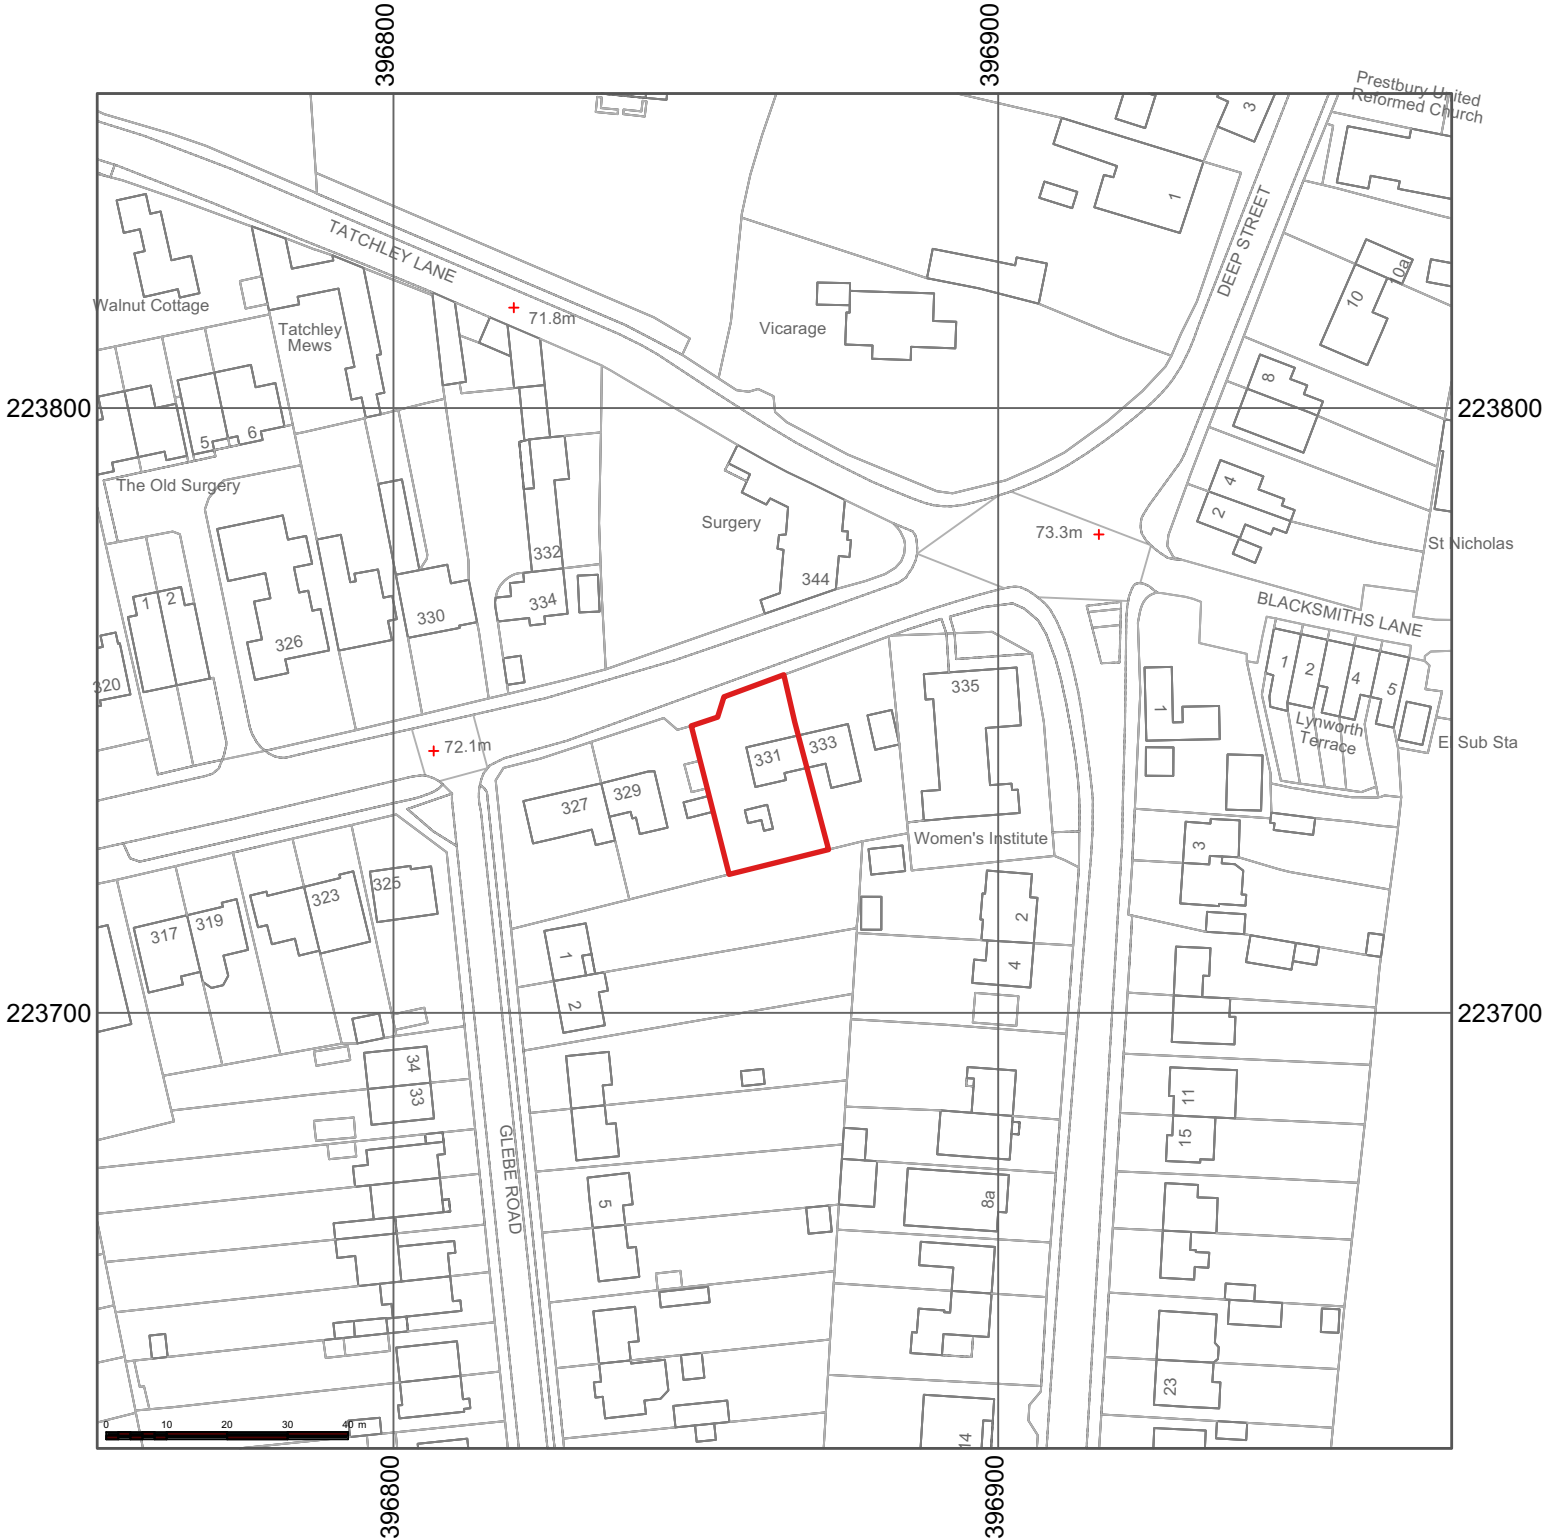 396800
396900
Prestbury United
Reformed Church
3
1
TATCHLEY LANE
DEEP STREET
10a
10
Walnut Cottage
71.8m
Tatchley
Mews
Vicarage
8
223800
223800
5
6
The Old Surgery
4
2
Surgery
73.3m
St Nicholas
332
344
1
2
334
330
326
BLACKSMITHS LANE
320
335
1
2
4
5
1
Lynworth
Terrace
El Sub Sta
72.1m
331
333
327
329
Women's Institute
3
325
323
319
317
2
4
1
2
223700
223700
34
33
11
15
GLEBE ROAD
5
8a
23
14
0
10
20
30
40 m
396800
396900